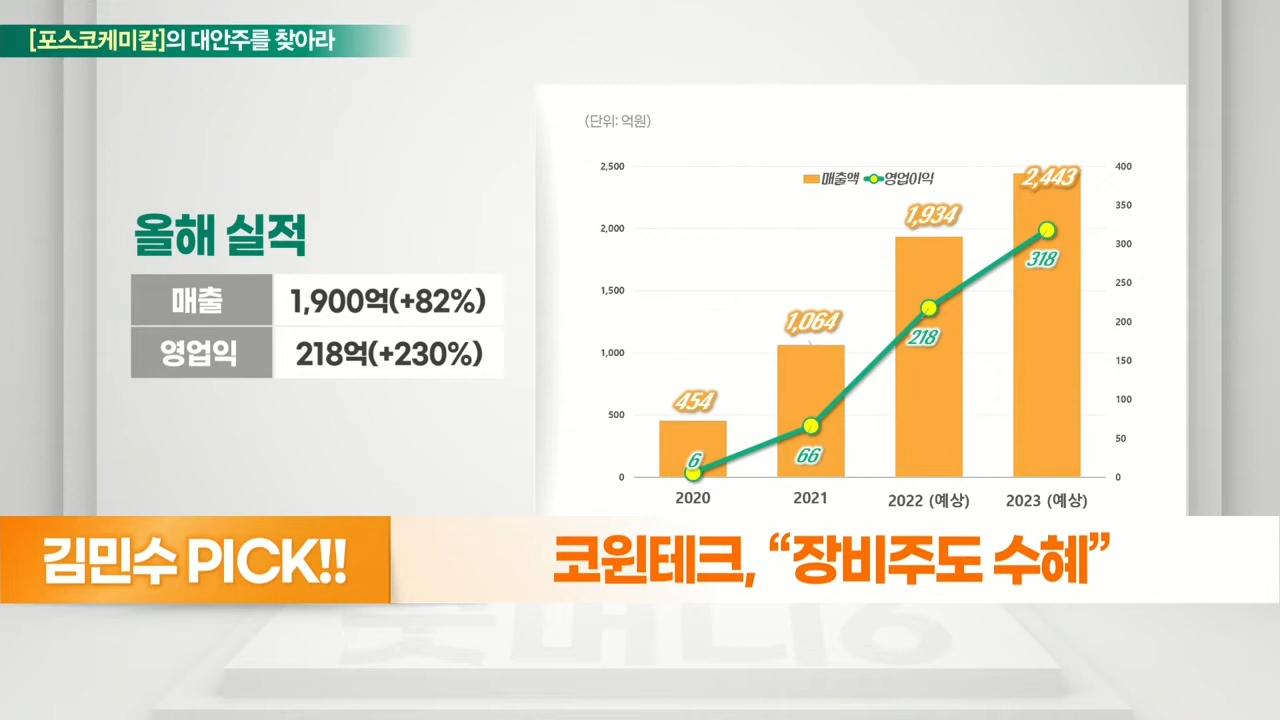 [포스코케미칼]의 대안주를 찾아라
(단위: 억원)
올해 실적
매출 1,900억(+82%)
영업익 218억(+230%)
매출액 영업이익
2,500
2,000
1,500
1,000
500
0
400
350
300
250
200
150
100
50
0
454
1,064
1,934
2,443
6
66
218
318
2020 2021 2022 (예상) 2023 (예상)
김민수 PICK!!
코윈테크, “장비주도 수혜”
머니6